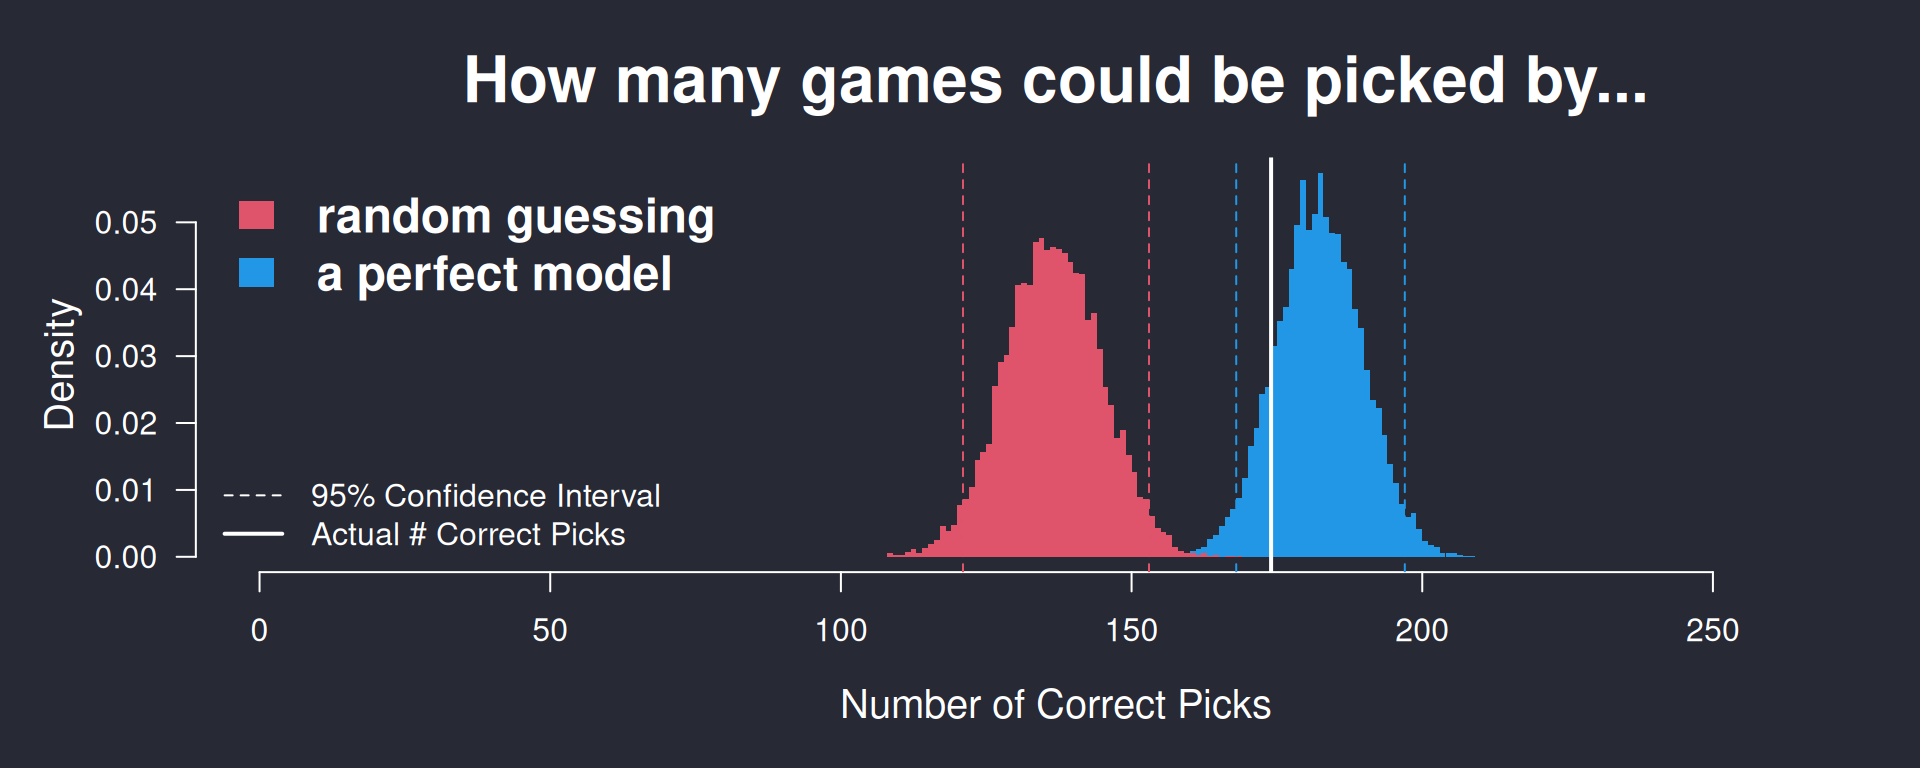 How many games could be picked by...
random guessing
a perfect model
95% Confidence Interval
Actual # Correct Picks
Density
0.05
0.04
0.03
0.02
0.01
0.00
0 50 100 150 200 250
Number of Correct Picks